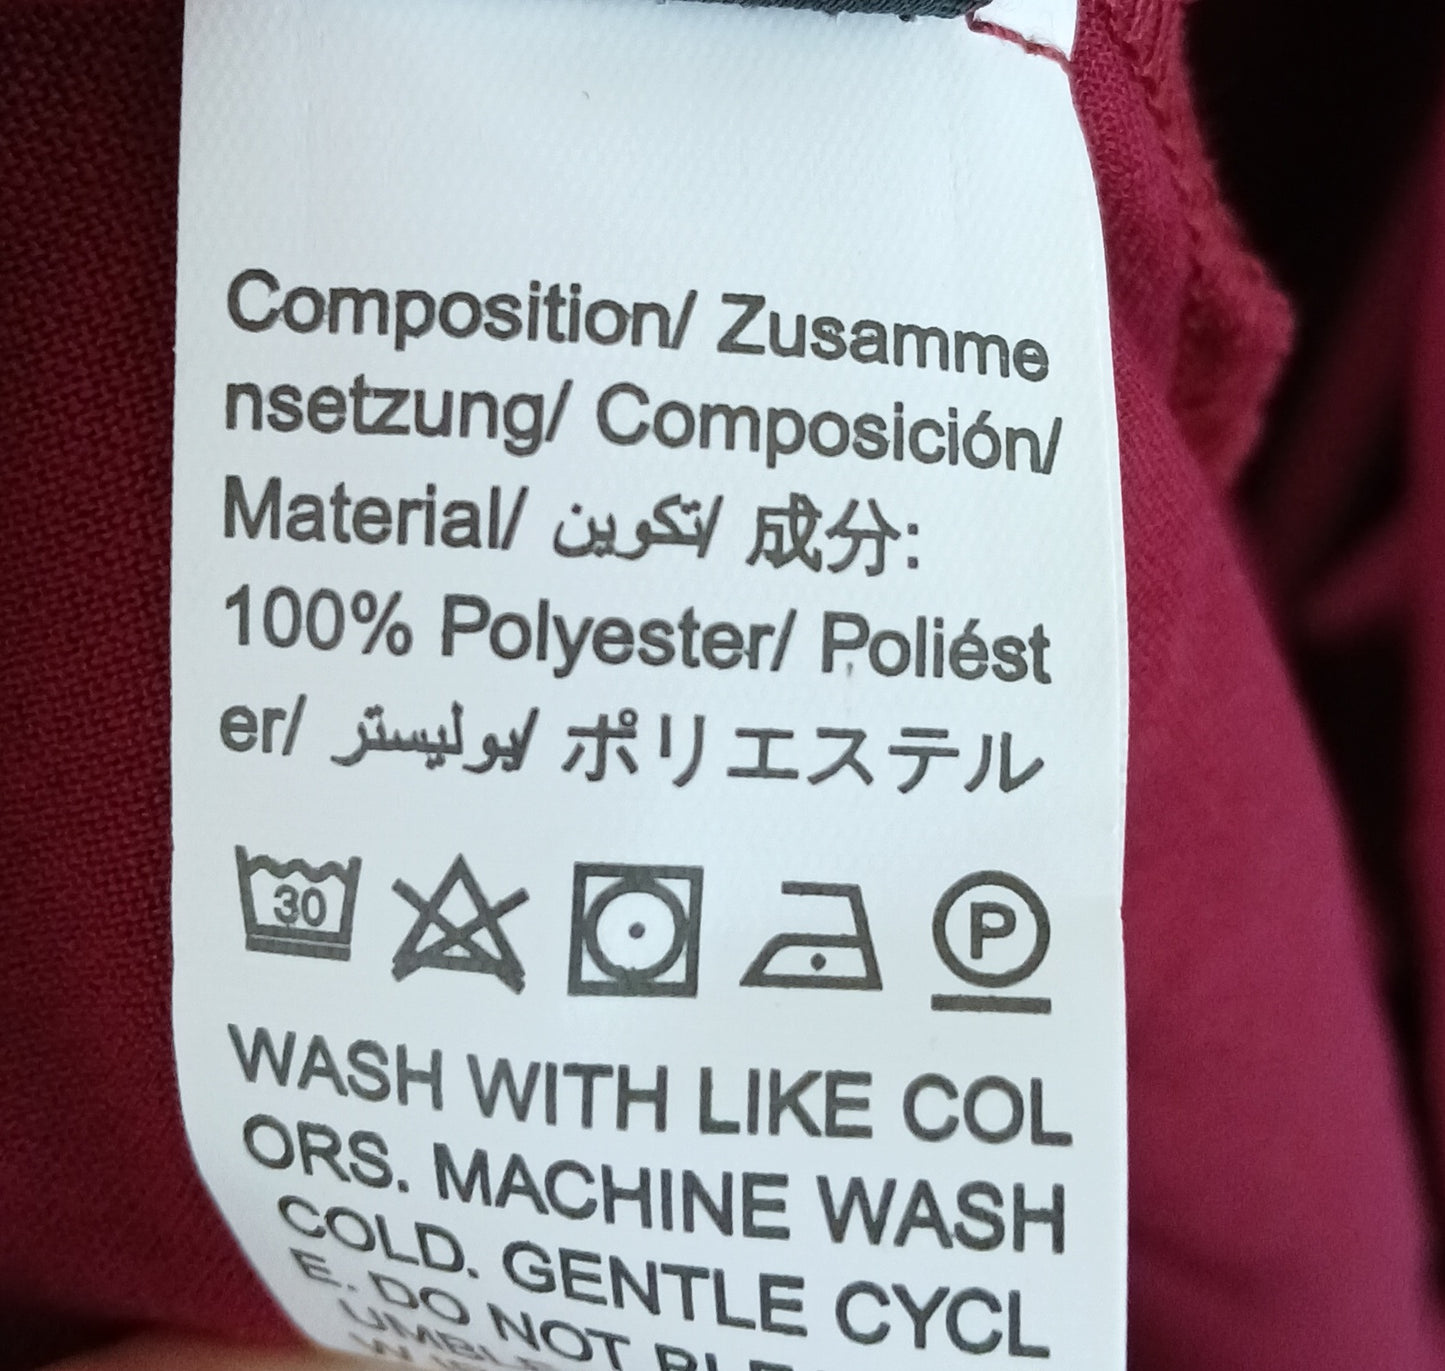 Composition/ Zusamme
nsetzung/ Composición/
Material/ تكوين/ 成分:
100% Polyester/ Poliést
er/ بوليستر/ ポリエステル
30 P
WASH WITH LIKE COL
ORS. MACHINE WASH
COLD. GENTLE CYCL
E. DO NOT
UMBL